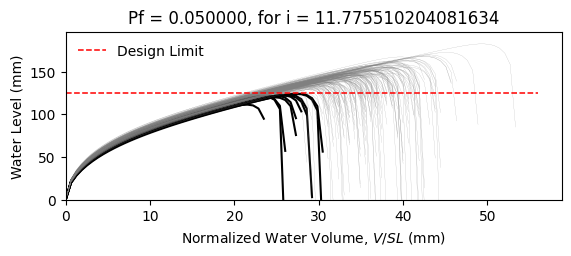 Pf = 0.050000, for i = 11.775510204081634
Design Limit
Water Level (mm)
150
100
50
0
0 10 20 30 40 50
Normalized Water Volume, V/SL (mm)